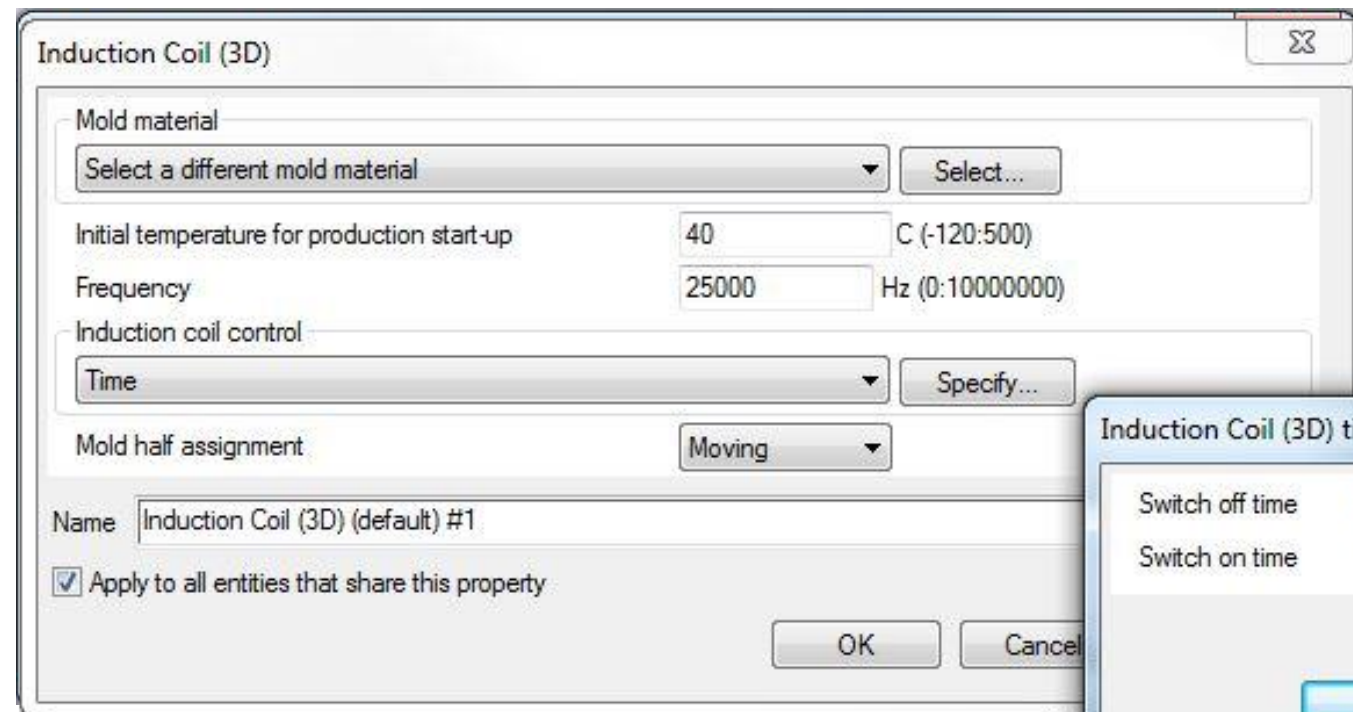 Induction Coil (3D)
Mold material
Select a different mold material Select...
Initial temperature for production start-up 40 C (-120:500)
Frequency 25000 Hz (0:10000000)
Induction coil control
Time Specify...
Mold half assignment Moving
Name Induction Coil (3D) (default) #1
Apply to all entities that share this property
OK Cancel
Induction Coil (3D) t
Switch off time
Switch on time